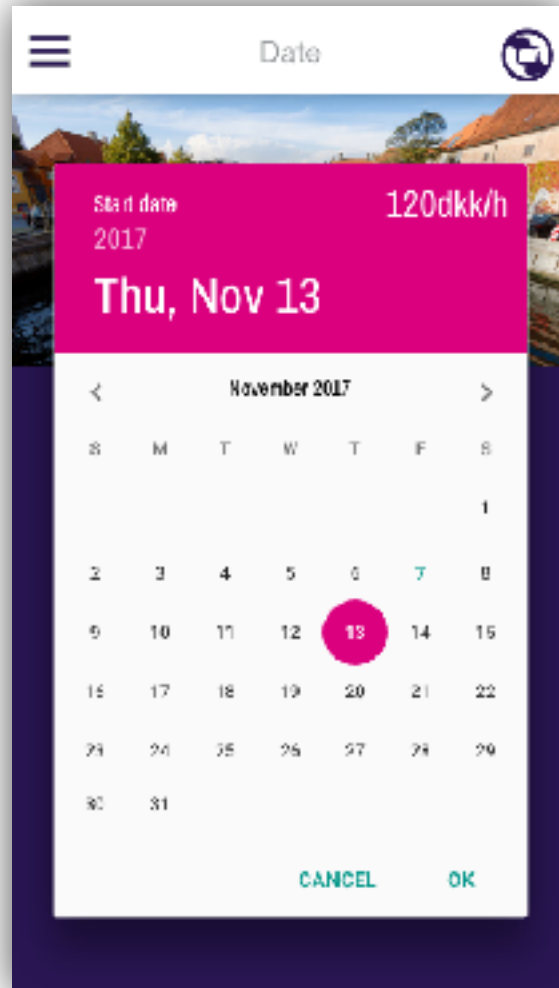 Date
Start date
120dkk/h
2017
Thu, Nov 13
< November 2017 >
S M T W T F S
1
2 3 4 5 6 7 8
9 10 11 12 13 14 15
16 17 18 19 20 21 22
23 24 25 26 27 28 29
30 31
CANCEL OK